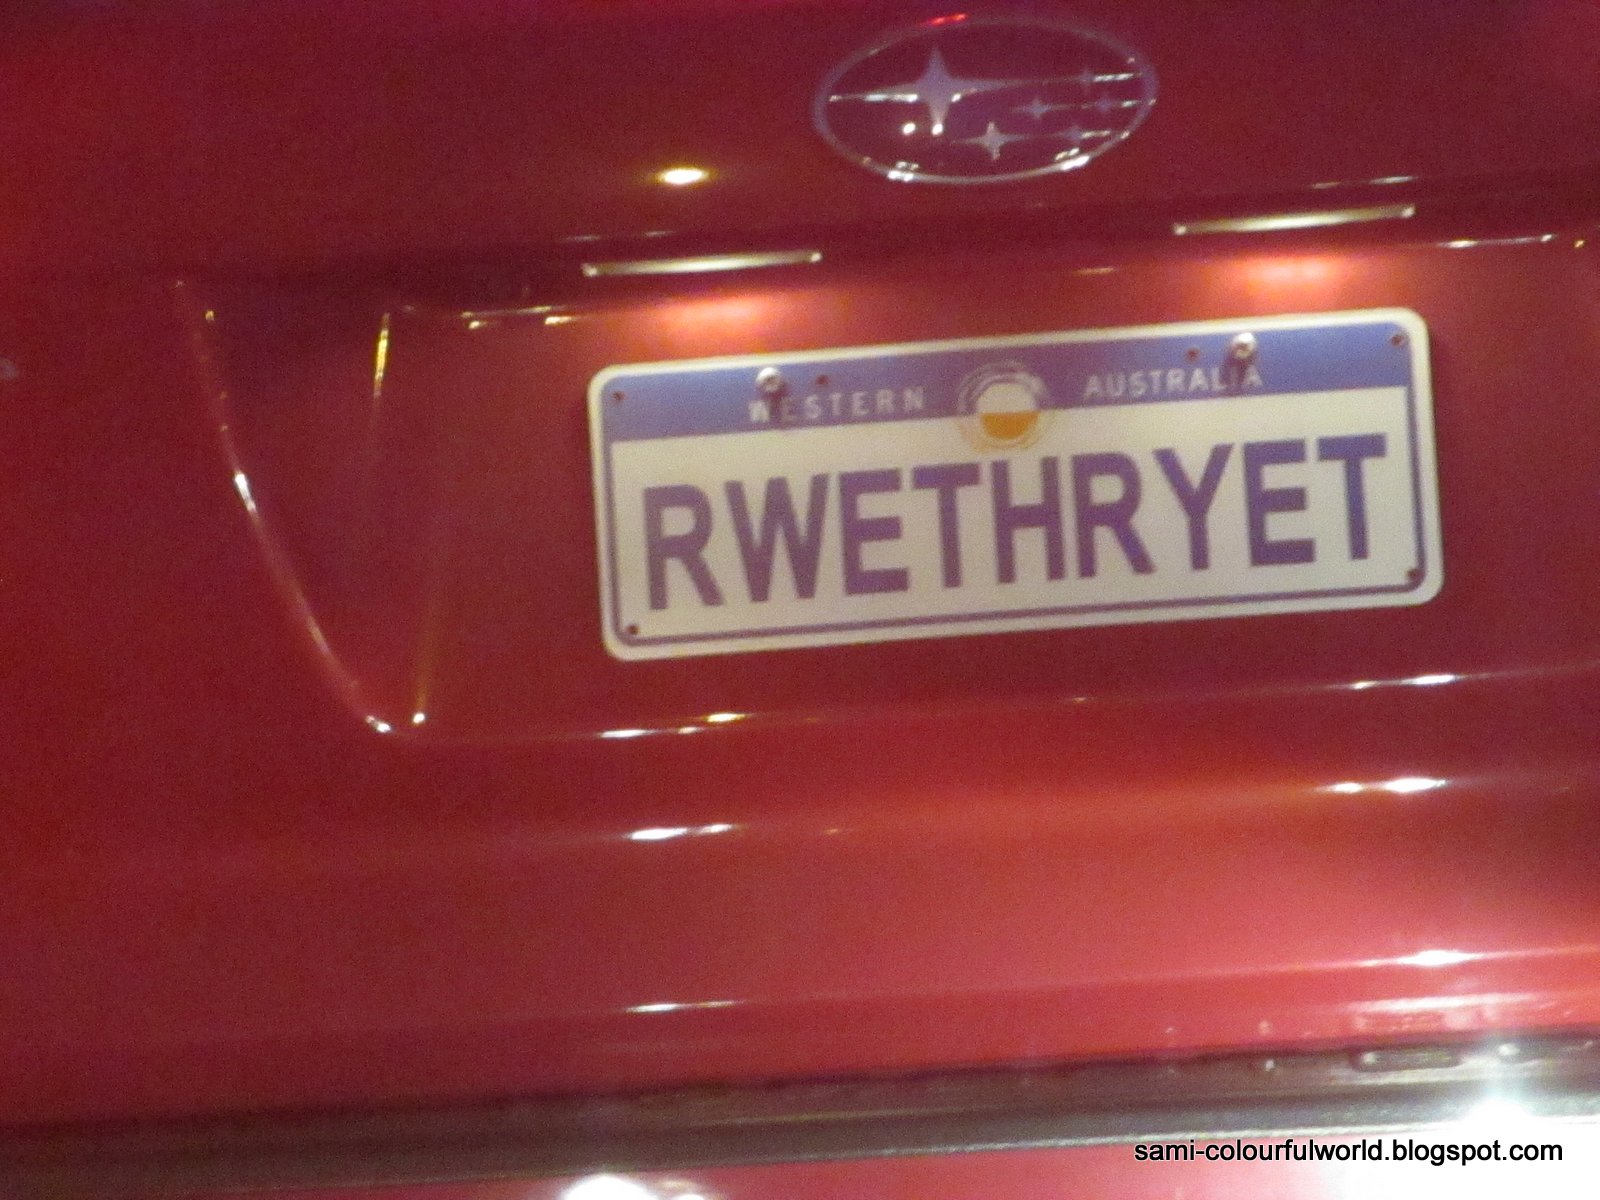 WESTERN AUSTRALIA
RWETHRYET
sami-colourfulworld.blogspot.com